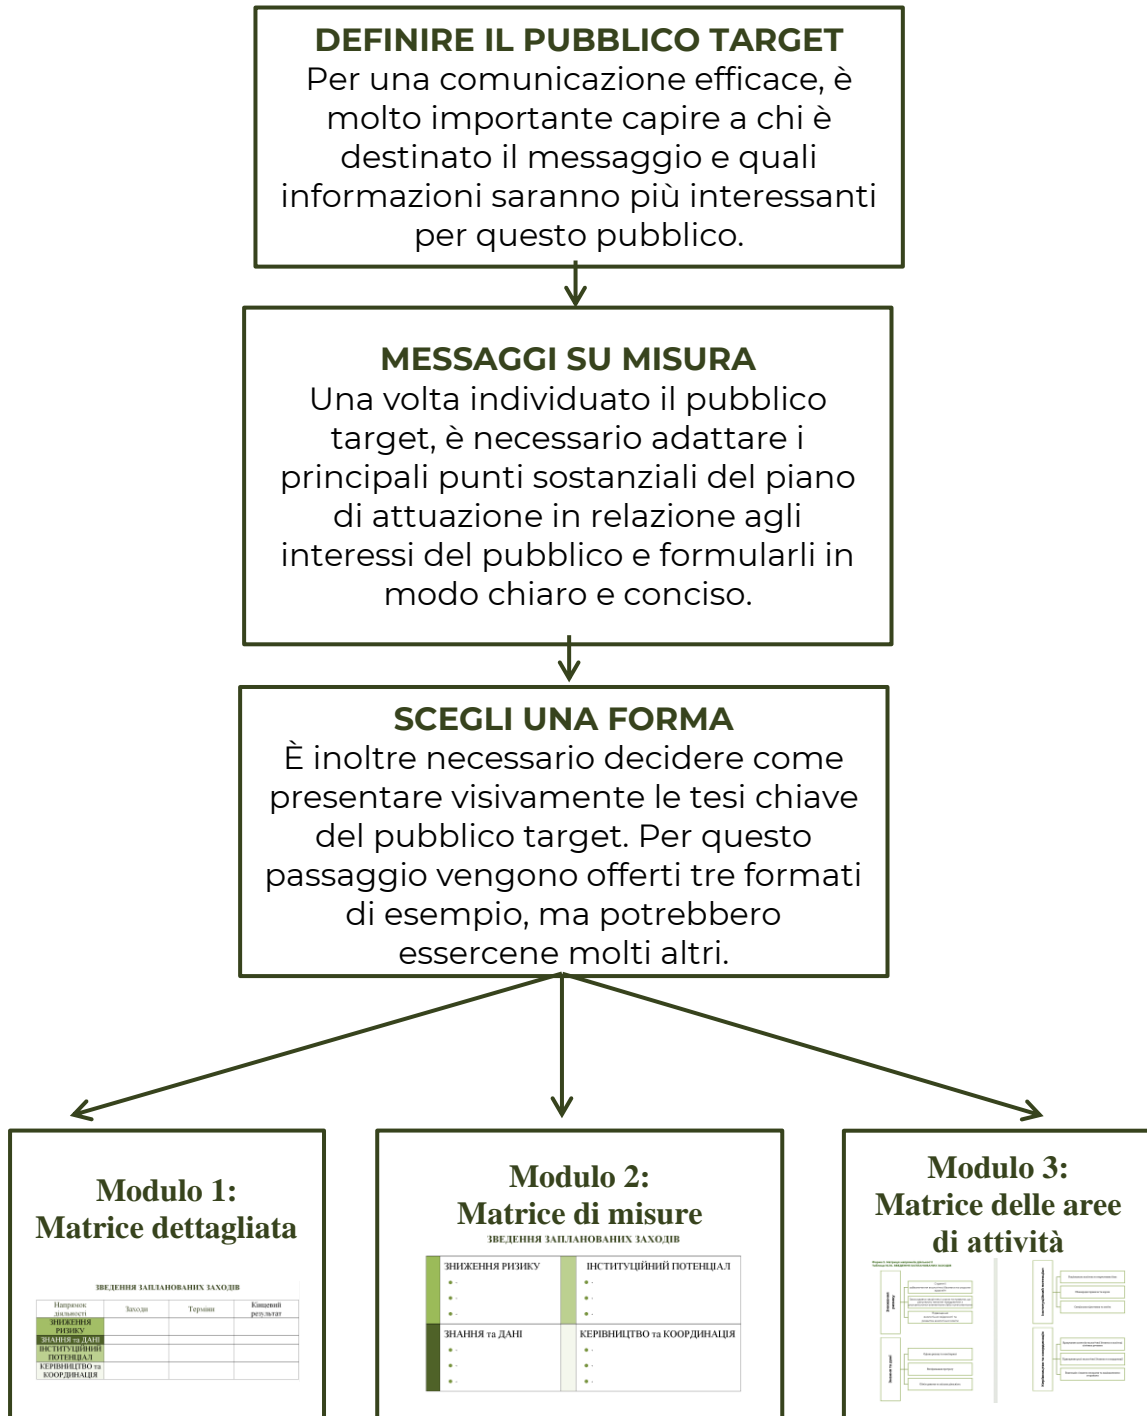 DEFINIRE IL PUBBLICO TARGET
Per una comunicazione efficace, è
molto importante capire a chi è
destinato il messaggio e quali
informazioni saranno più interessanti
per questo pubblico.
MESSAGGI SU MISURA
Una volta individuato il pubblico
target, è necessario adattare i
principali punti sostanziali del piano
di attuazione in relazione agli
interessi del pubblico e formularli in
modo chiaro e conciso.
SCEGLI UNA FORMA
È inoltre necessario decidere come
presentare visivamente le tesi chiave
del pubblico target. Per questo
passaggio vengono offerti tre formati
di esempio, ma potrebbero
essercene molti altri.
Modulo 1:
Matrice dettagliata
ЗВЕДЕННЯ ЗАПЛАНОВАНИХ ЗАХОДІВ
Напрямок діяльності Заходи Терміни Кінцевий результат
ЗНИЖЕННЯ
РИЗИКУ
ЗНАННЯ та ДАНІ
ІНСТИТУЦІЙНИЙ
ПОТЕНЦІАЛ
КЕРІВНИЦТВО та
КООРДИНАЦІЯ
Modulo 2:
Matrice di misure
ЗВЕДЕННЯ ЗАПЛАНОВАНИХ ЗАХОДІВ
ЗНИЖЕННЯ РИЗИКУ ІНСТИТУЦІЙНИЙ ПОТЕНЦІАЛ
ЗНАННЯ та ДАНІ КЕРІВНИЦТВО та КООРДИНАЦІЯ
Modulo 3:
Matrice delle aree
di attività